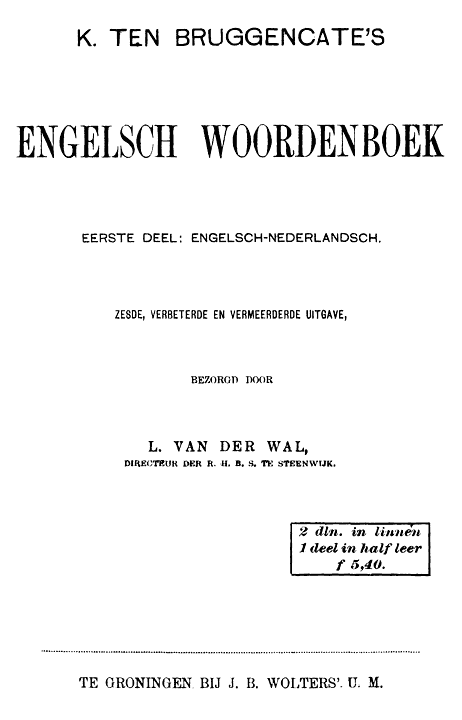 K. TEN BRUGGENCATE'S
ENGELSCH WOORDENBOEK
EERSTE DEEL: ENGELSCH-NEDERLANDSCH.
ZESDE, VERBETERDE EN VERMEERDERDE UITGAVE,
BEZORGD DOOR
L. VAN DER WAL,
DIRECTEUR DER R. H. B. S. TE STEENWIJK.
2 dln. in linnen
1 deel in half leer
f 5,40.
TE GRONINGEN BIJ J. B. WOLTERS'. U. M.